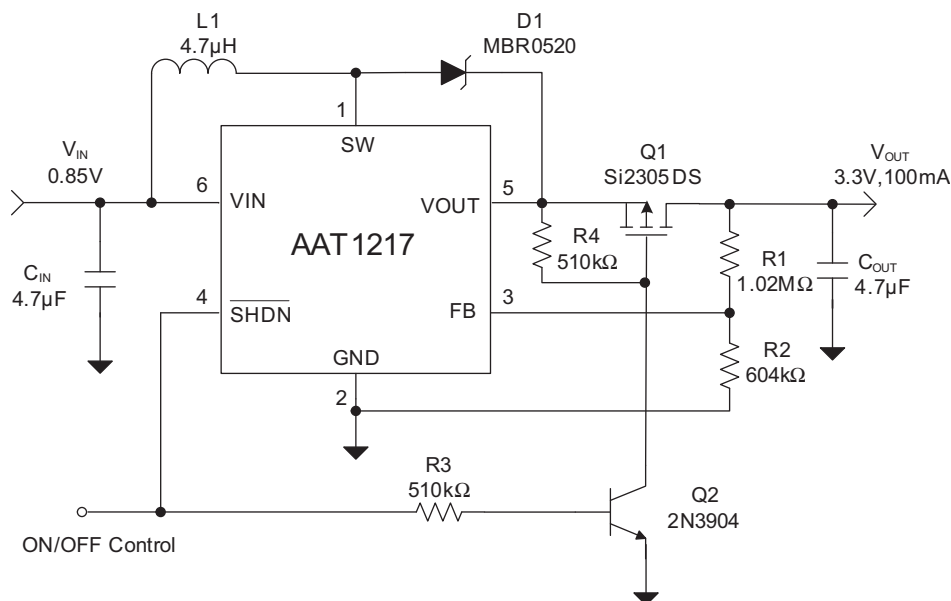 L1
4.7µH
D1
MBR0520
1
SW
V_IN
0.85V
6
VIN
5
VOUT
Q1
Si2305DS
V_OUT
3.3V,100mA
AAT1217
R4
510kΩ
R1
1.02MΩ
C_IN
4.7µF
C_OUT
4.7µF
4
SHDN
3
FB
GND
2
R2
604kΩ
R3
510kΩ
Q2
2N3904
ON/OFF Control